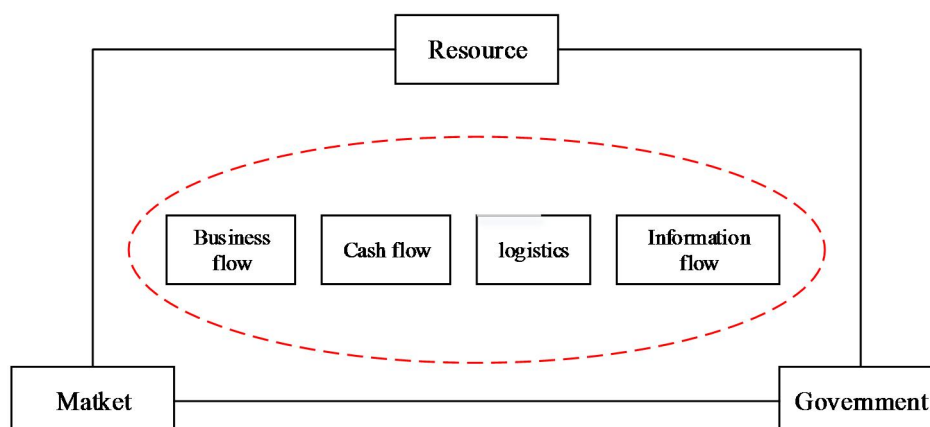 Resource
Business
flow
Cash flow
logistics
Information
flow
Matket
Government